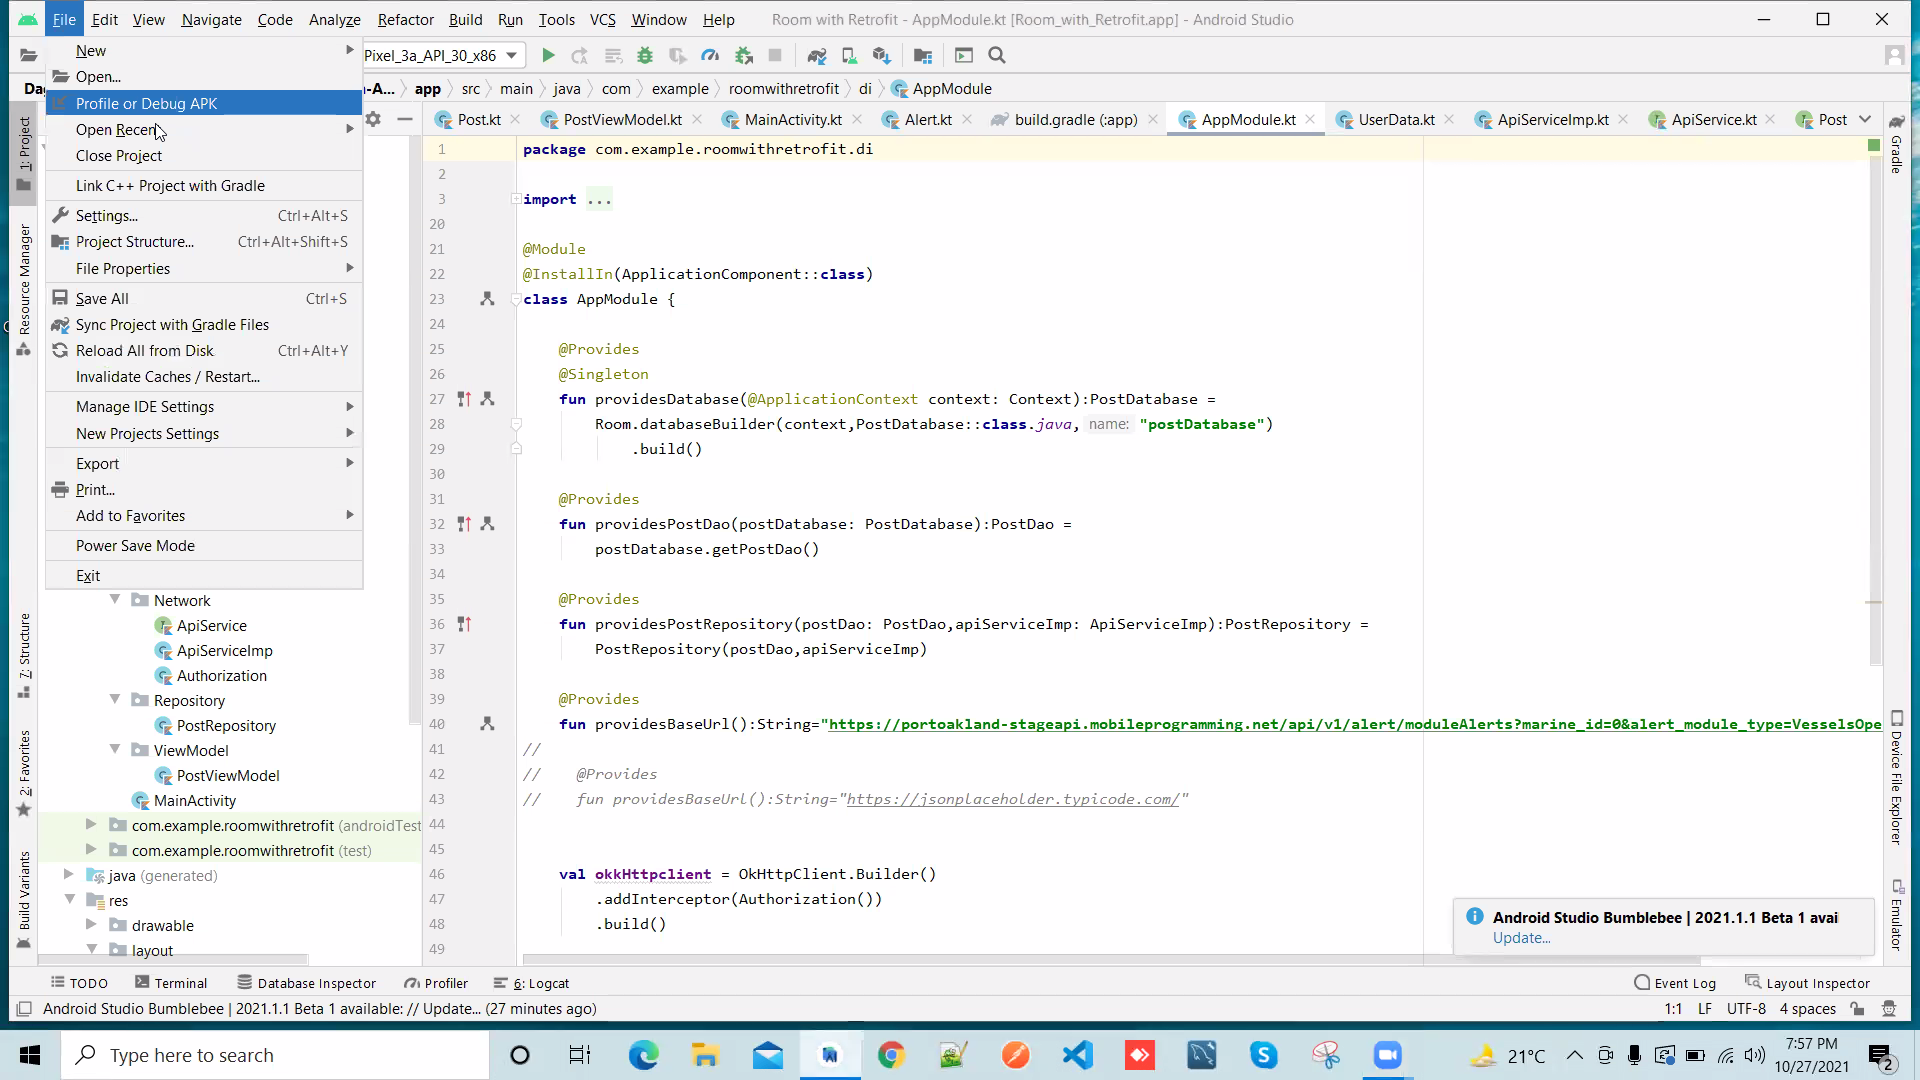 File Edit View Navigate Code Analyze Refactor Build Run Tools VCS Window Help Room with Retrofit - AppModule.kt [Room_with_Retrofit.app] - Android Studio
Pixel_3a_API_30_x86
app src main java com example roomwithretrofit di AppModule
New
Open...
Profile or Debug APK
Open Recent
Close Project
Link C++ Project with Gradle
Settings... Ctrl+Alt+S
Project Structure... Ctrl+Alt+Shift+S
File Properties
Save All Ctrl+S
Sync Project with Gradle Files
Reload All from Disk Ctrl+Alt+Y
Invalidate Caches / Restart...
Manage IDE Settings
New Projects Settings
Export
Print...
Add to Favorites
Power Save Mode
Exit
1: Project
Resource Manager
7: Structure
2: Favorites
Build Variants
Network
ApiService
ApiServiceImp
Authorization
Repository
PostRepository
ViewModel
PostViewModel
MainActivity
com.example.roomwithretrofit (androidTest
com.example.roomwithretrofit (test)
java (generated)
res
drawable
layout
Post.kt PostViewModel.kt MainActivity.kt Alert.kt build.gradle (:app) AppModule.kt UserData.kt ApiServiceImp.kt ApiService.kt Post
1 package com.example.roomwithretrofit.di
2
3 import ...
20
21 @Module
22 @InstallIn(ApplicationComponent::class)
23 class AppModule {
24
25 @Provides
26 @Singleton
27 fun providesDatabase(@ApplicationContext context: Context):PostDatabase =
28 Room.databaseBuilder(context,PostDatabase::class.java, name: "postDatabase")
29 .build()
30
31 @Provides
32 fun providesPostDao(postDatabase: PostDatabase):PostDao =
33 postDatabase.getPostDao()
34
35 @Provides
36 fun providesPostRepository(postDao: PostDao,apiServiceImp: ApiServiceImp):PostRepository =
37 PostRepository(postDao,apiServiceImp)
38
39 @Provides
40 fun providesBaseUrl():String="https://portoakland-stageapi.mobileprogramming.net/api/v1/alert/moduleAlerts?marine_id=0&alert_module_type=VesselsOpe
41 //
42 // @Provides
43 // fun providesBaseUrl():String="https://jsonplaceholder.typicode.com/"
44
45
46 val okkHttpclient = OkHttpClient.Builder()
47 .addInterceptor(Authorization())
48 .build()
49
Gradle
Device File Explorer
Emulator
Android Studio Bumblebee | 2021.1.1 Beta 1 avai
Update...
TODO Terminal Database Inspector Profiler 6: Logcat Event Log Layout Inspector
Android Studio Bumblebee | 2021.1.1 Beta 1 available: // Update... (27 minutes ago) 1:1 LF UTF-8 4 spaces
Type here to search 21°C 7:57 PM
10/27/2021 2